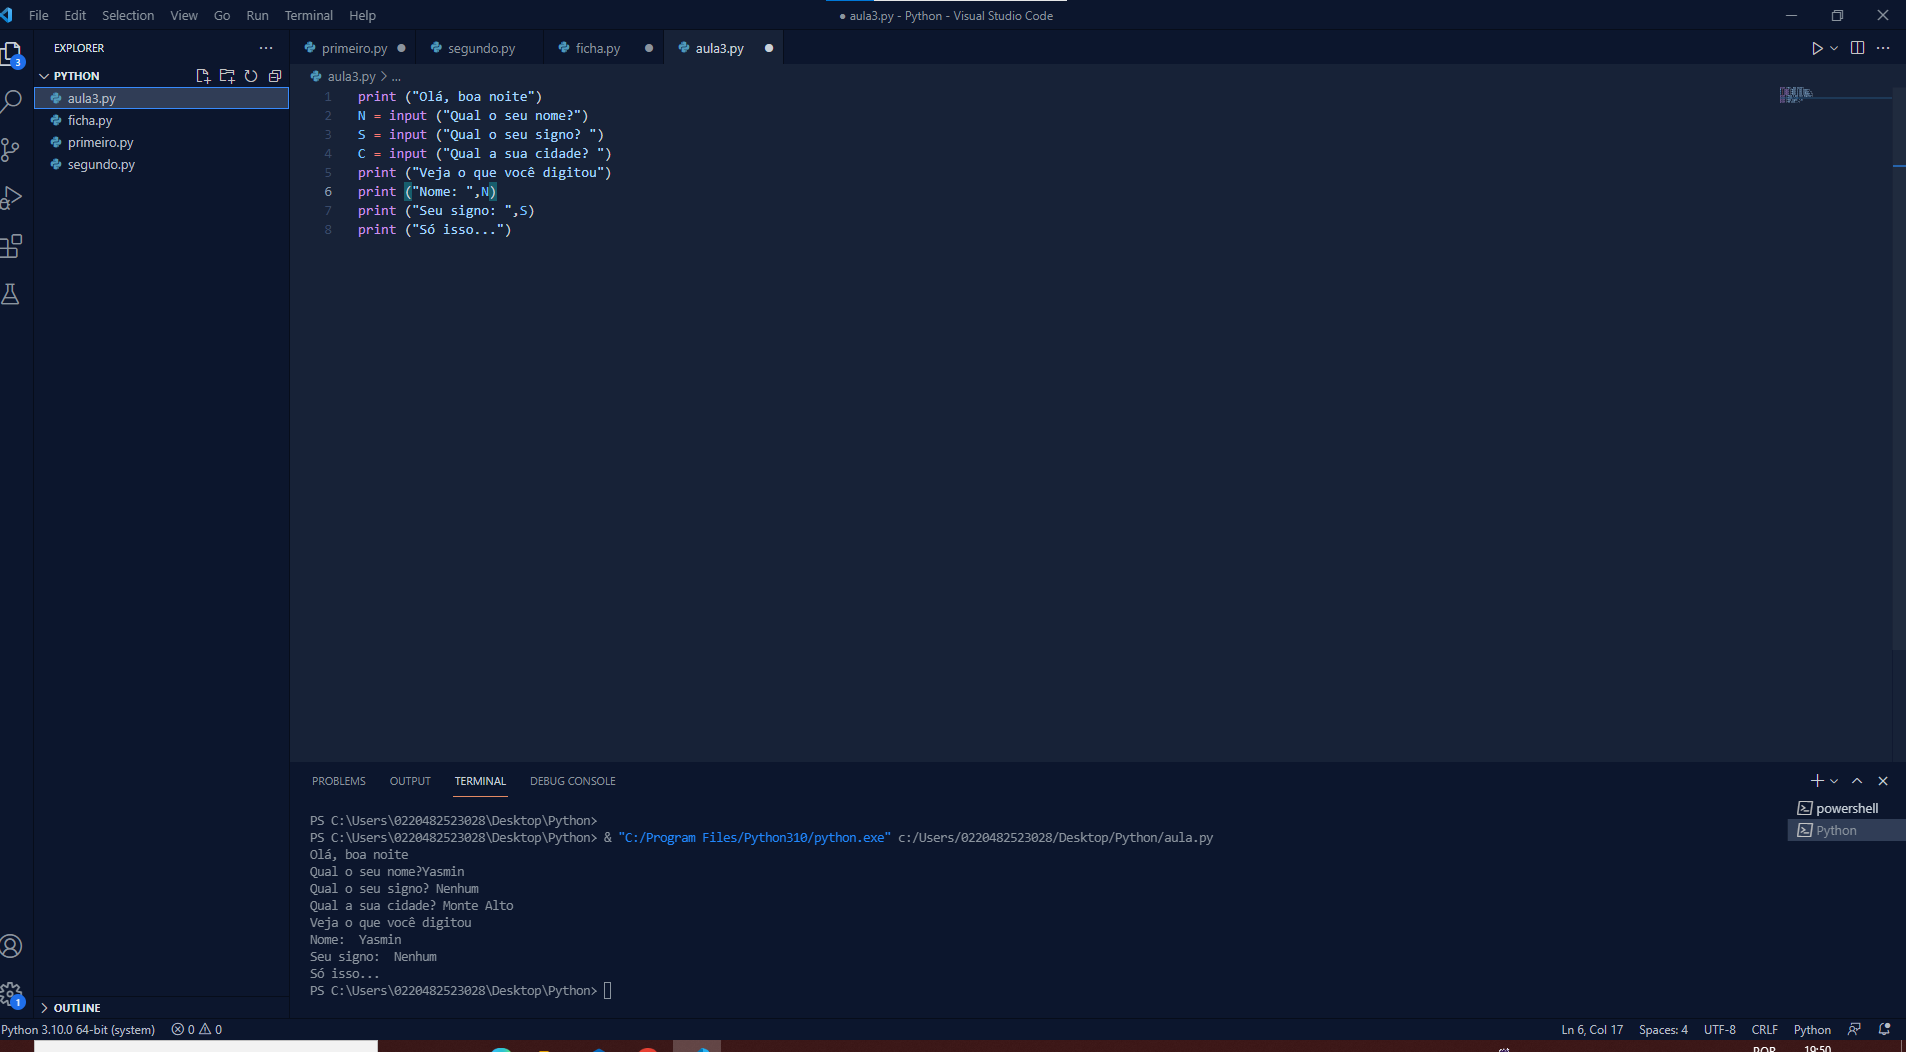 File Edit Selection View Go Run Terminal Help
● aula3.py - Python - Visual Studio Code
EXPLORER
PYTHON
aula3.py
ficha.py
primeiro.py
segundo.py
primeiro.py segundo.py ficha.py aula3.py
aula3.py > ...
1 print ("Olá, boa noite")
2 N = input ("Qual o seu nome?")
3 S = input ("Qual o seu signo? ")
4 C = input ("Qual a sua cidade? ")
5 print ("Veja o que você digitou")
6 print ("Nome: ",N)
7 print ("Seu signo: ",S)
8 print ("Só isso...")
PROBLEMS OUTPUT TERMINAL DEBUG CONSOLE
powershell
Python
PS C:\Users\0220482523028\Desktop\Python>
PS C:\Users\0220482523028\Desktop\Python> & "C:/Program Files/Python310/python.exe" c:/Users/0220482523028/Desktop/Python/aula.py
Olá, boa noite
Qual o seu nome?Yasmin
Qual o seu signo? Nenhum
Qual a sua cidade? Monte Alto
Veja o que você digitou
Nome:  Yasmin
Seu signo:  Nenhum
Só isso...
PS C:\Users\0220482523028\Desktop\Python>
3
1
OUTLINE
Python 3.10.0 64-bit (system) 0 0
Ln 6, Col 17 Spaces: 4 UTF-8 CRLF Python
POR 19:50